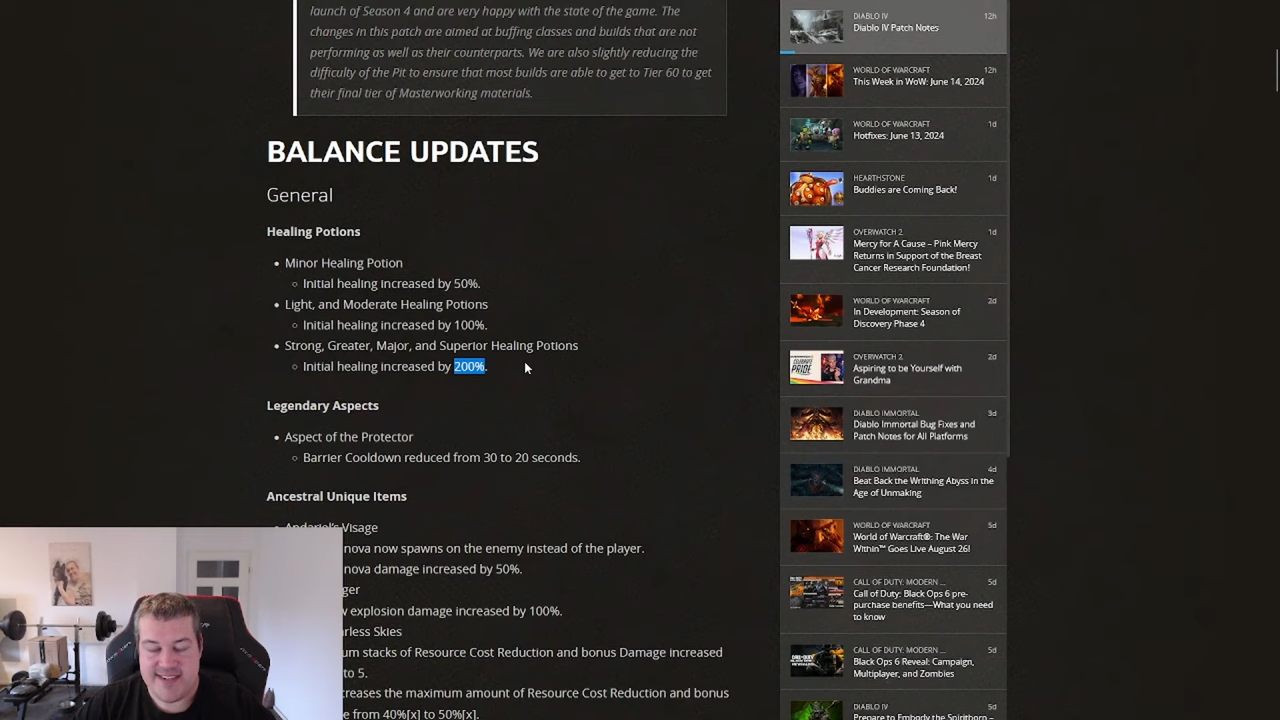 launch of Season 4 and are very happy with the state of the game. The
changes in this patch are aimed at buffing classes and builds that are not
performing as well as their counterparts. We are also slightly reducing the
difficulty of the Pit to ensure that most builds are able to get to Tier 60 to get
their final tier of Masterworking materials.
BALANCE UPDATES
General
Healing Potions
Minor Healing Potion
Initial healing increased by 50%.
Light, and Moderate Healing Potions
Initial healing increased by 100%.
Strong, Greater, Major, and Superior Healing Potions
Initial healing increased by 200%.
Legendary Aspects
Aspect of the Protector
Barrier Cooldown reduced from 30 to 20 seconds.
Ancestral Unique Items
Andariel's Visage
nova now spawns on the enemy instead of the player.
nova damage increased by 50%.
explosion damage increased by 100%.
Skies
stacks of Resource Cost Reduction and bonus Damage increased
to 5.
the maximum amount of Resource Cost Reduction and bonus
from 40%[x] to 50%[x].
DIABLO IV 12h
Diablo IV Patch Notes
WORLD OF WARCRAFT 12h
This Week in WoW: June 14, 2024
WORLD OF WARCRAFT 1d
Hotfixes: June 13, 2024
HEARTHSTONE 1d
Buddies are Coming Back!
OVERWATCH 2 1d
Mercy for A Cause – Pink Mercy
Returns in Support of the Breast
Cancer Research Foundation!
WORLD OF WARCRAFT 2d
In Development: Season of
Discovery Phase 4
OVERWATCH 2 2d
Aspiring to be Yourself with
Grandma
DIABLO IMMORTAL 3d
Diablo Immortal Bug Fixes and
Patch Notes for All Platforms
DIABLO IMMORTAL 4d
Beat Back the Writhing Abyss in the
Age of Unmaking
WORLD OF WARCRAFT 5d
World of Warcraft®: The War
Within™ Goes Live August 26!
CALL OF DUTY: MODERN ... 5d
Call of Duty: Black Ops 6 pre-
purchase benefits—What you need
to know
CALL OF DUTY: MODERN ... 5d
Black Ops 6 Reveal: Campaign,
Multiplayer, and Zombies
DIABLO IV 5d
Prepare to Embody the Spiritborn –